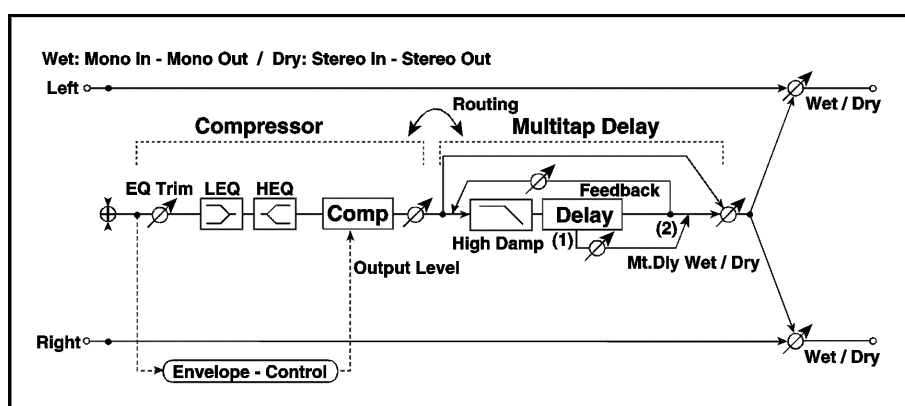 Wet: Mono In - Mono Out / Dry: Stereo In - Stereo Out
Left
Wet / Dry
Routing
Compressor
Multitap Delay
EQ Trim
LEQ
HEQ
Comp
Output Level
High Damp
Delay
Feedback
(1)
(2)
Mt.Dly Wet / Dry
Right
Wet / Dry
Envelope - Control